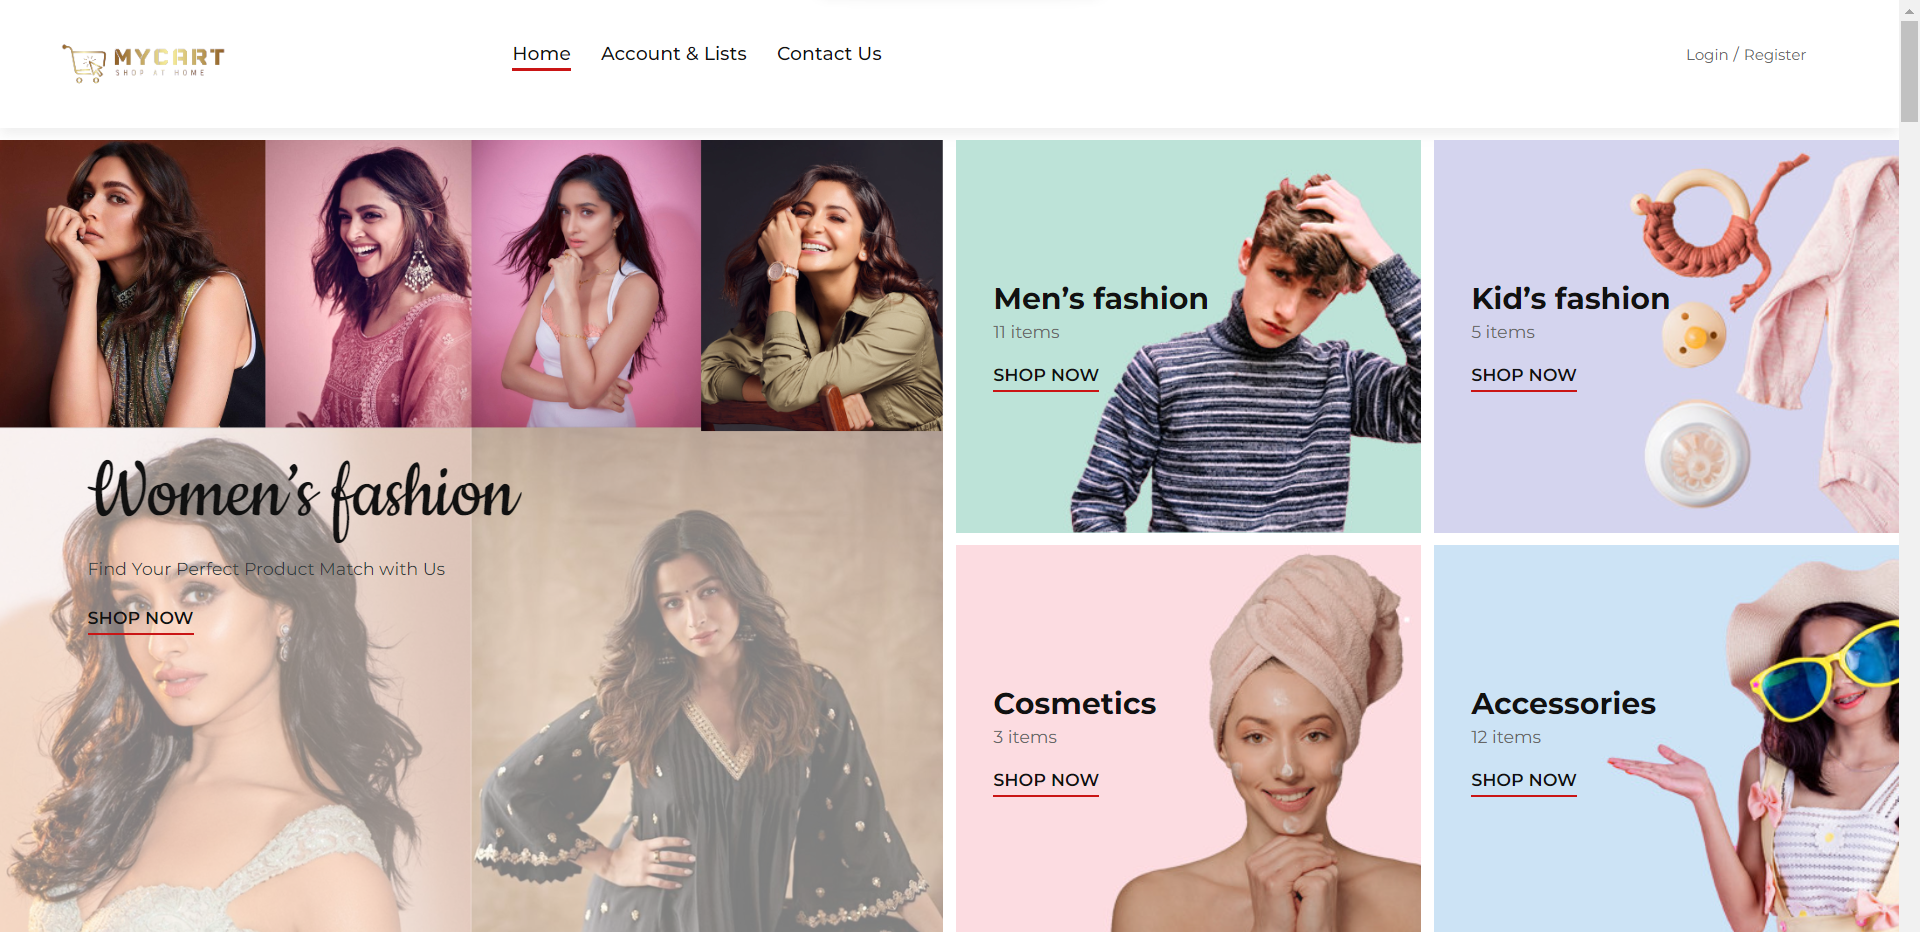 MYCART
SHOP AT HOME
Home
Account & Lists
Contact Us
Login / Register
Women's fashion
Find Your Perfect Product Match with Us
SHOP NOW
Men's fashion
11 items
SHOP NOW
Kid's fashion
5 items
SHOP NOW
Cosmetics
3 items
SHOP NOW
Accessories
12 items
SHOP NOW